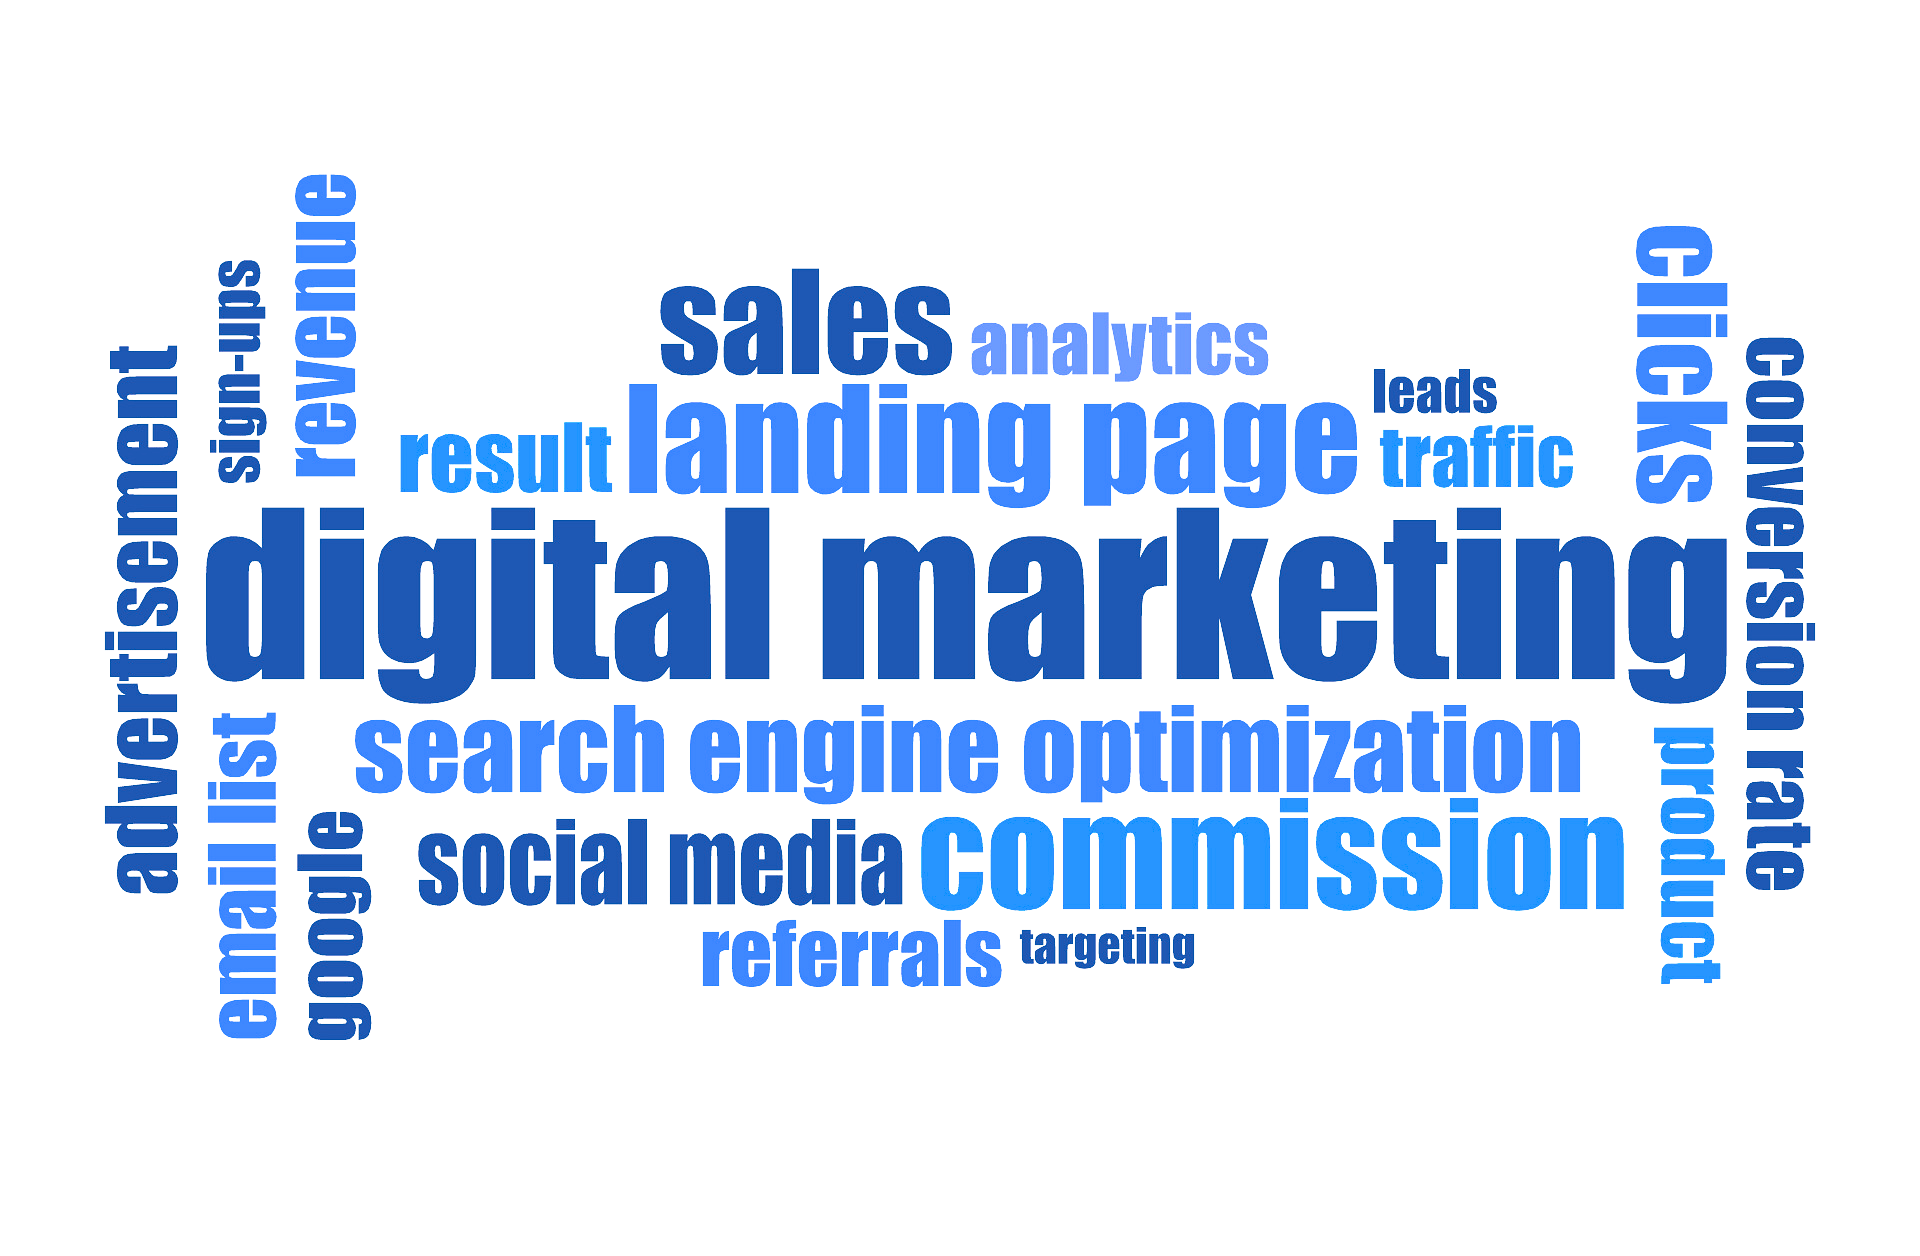 advertisement
sign-ups
revenue
sales
analytics
leads
result
landing page
traffic
clicks
conversion rate
digital marketing
search engine optimization
email list
google
social media
commission
product
referrals
targeting